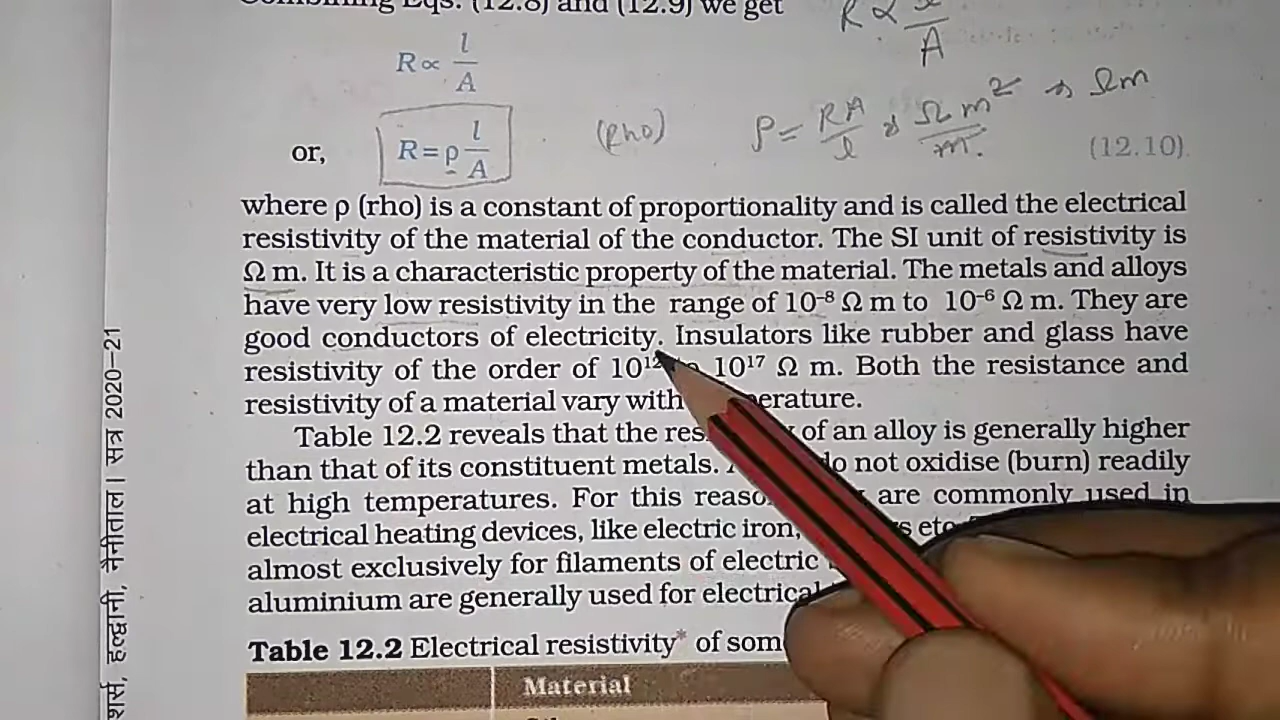 Combining Eqs. (12.8) and (12.9) we get
R ∝ l/A
R ∝ l/A
or, R = ρ l/A (Rho) ρ = RA/l ⇒ Ω m²/m. ⇒ Ωm (12.10)
where ρ (rho) is a constant of proportionality and is called the electrical
resistivity of the material of the conductor. The SI unit of resistivity is
Ω m. It is a characteristic property of the material. The metals and alloys
have very low resistivity in the range of 10⁻⁸ Ω m to 10⁻⁶ Ω m. They are
good conductors of electricity. Insulators like rubber and glass have
resistivity of the order of 10¹² 10¹⁷ Ω m. Both the resistance and
resistivity of a material vary with
Table 12.2 reveals that the of an alloy is generally higher
than that of its constituent metals. do not oxidise (burn) readily
at high temperatures. For this reason, are commonly used in
electrical heating devices, like electric iron, etc.
almost exclusively for filaments of electric
aluminium are generally used for electrical
Table 12.2 Electrical resistivity* of some
Material
हल्द्वानी, नैनीताल। सत्र 2020–21